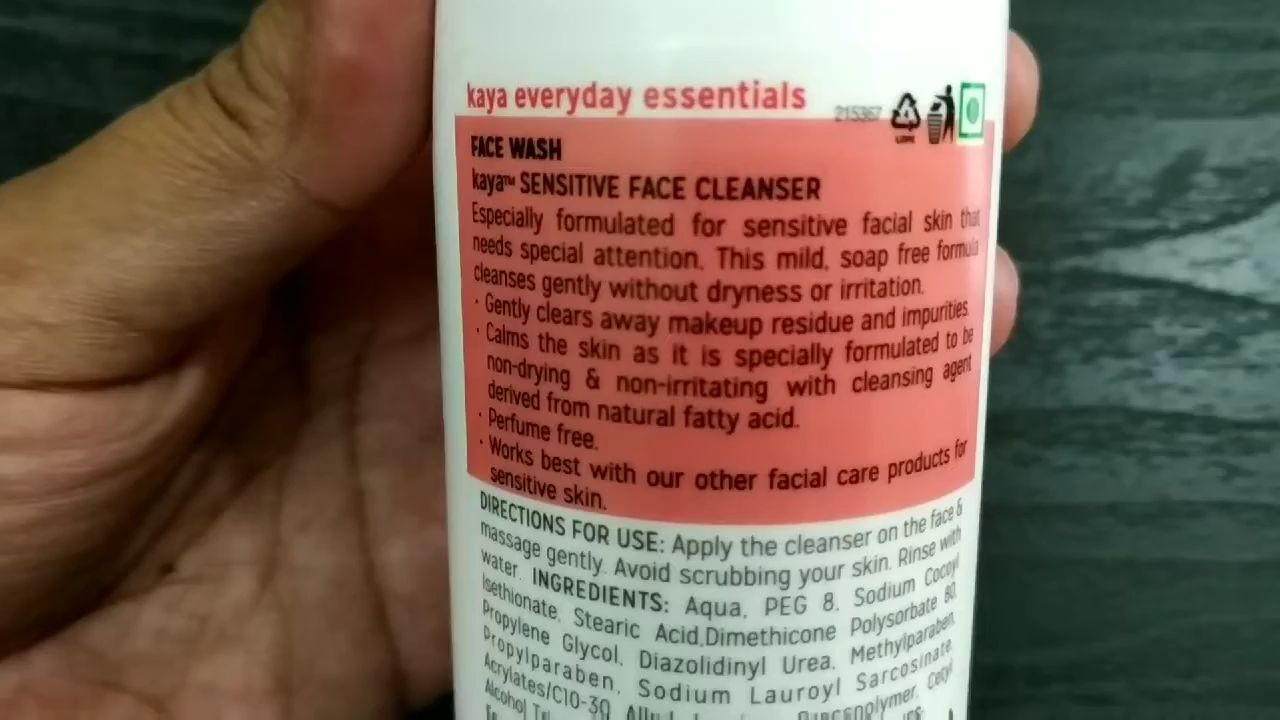 kaya everyday essentials
215367
FACE WASH
kaya™ SENSITIVE FACE CLEANSER
Especially formulated for sensitive facial skin that
needs special attention. This mild, soap free formula
cleanses gently without dryness or irritation.
· Gently clears away makeup residue and impurities
· Calms the skin as it is specially formulated to be
non-drying & non-irritating with cleansing agent
derived from natural fatty acid.
· Perfume free.
· Works best with our other facial care products for
sensitive skin.
DIRECTIONS FOR USE: Apply the cleanser on the face &
massage gently. Avoid scrubbing your skin. Rinse with
water. INGREDIENTS: Aqua, PEG 8, Sodium Cocoyl
Isethionate, Stearic Acid,Dimethicone Polysorbate 80,
Propylene Glycol, Diazolidinyl Urea, Methylparaben,
Propylparaben, Sodium Lauroyl Sarcosinate,
Acrylates/C10-30 Cetyl
Alcohol